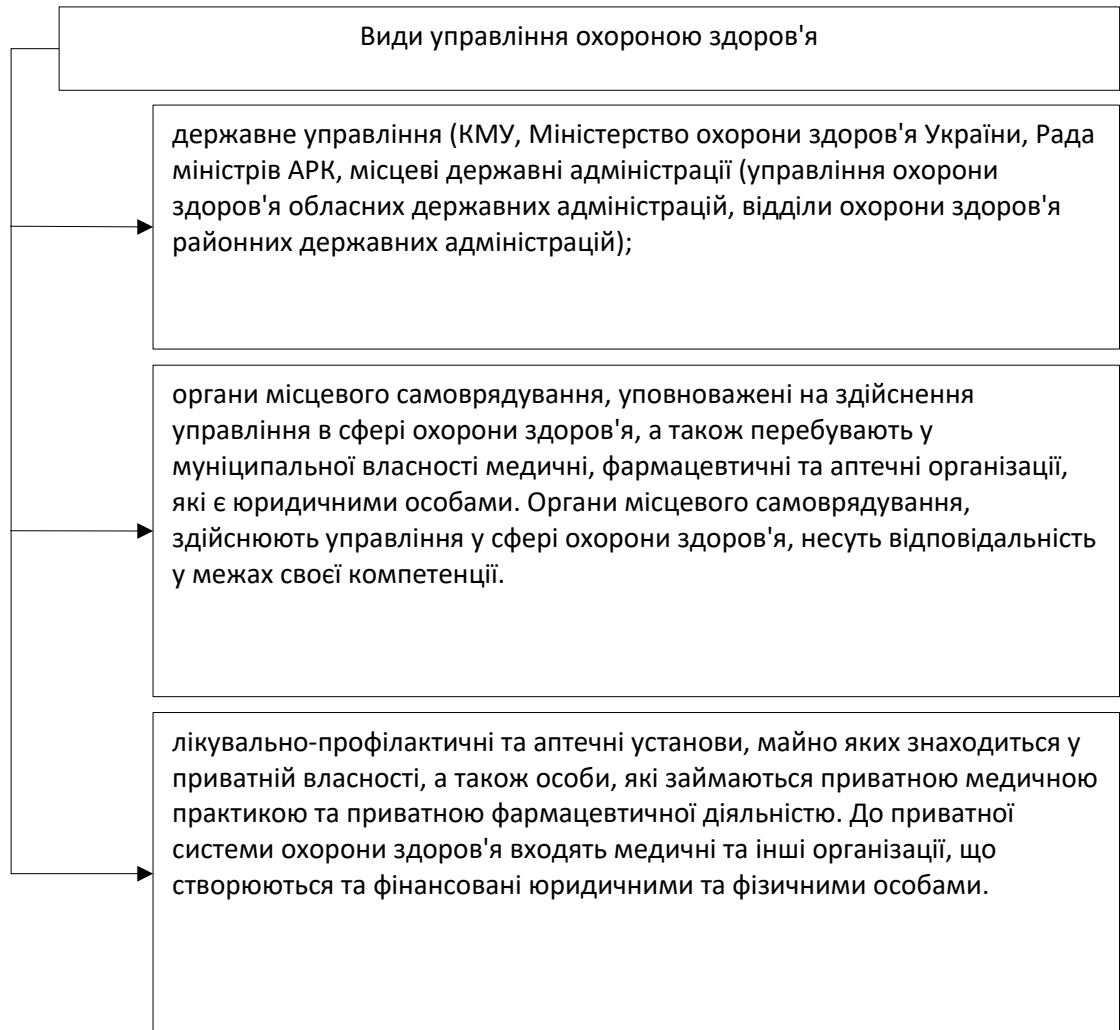 Види управління охороною здоров'я
державне управління (КМУ, Міністерство охорони здоров'я України, Рада
міністрів АРК, місцеві державні адміністрації (управління охорони
здоров'я обласних державних адміністрацій, відділи охорони здоров'я
районних державних адміністрацій);
органи місцевого самоврядування, уповноважені на здійснення
управління в сфері охорони здоров'я, а також перебувають у
муніципальної власності медичні, фармацевтичні та аптечні організації,
які є юридичними особами. Органи місцевого самоврядування,
здійснюють управління у сфері охорони здоров'я, несуть відповідальність
у межах своєї компетенції.
лікувально-профілактичні та аптечні установи, майно яких знаходиться у
приватній власності, а також особи, які займаються приватною медичною
практикою та приватною фармацевтичної діяльністю. До приватної
системи охорони здоров'я входять медичні та інші організації, що
створюються та фінансовані юридичними та фізичними особами.